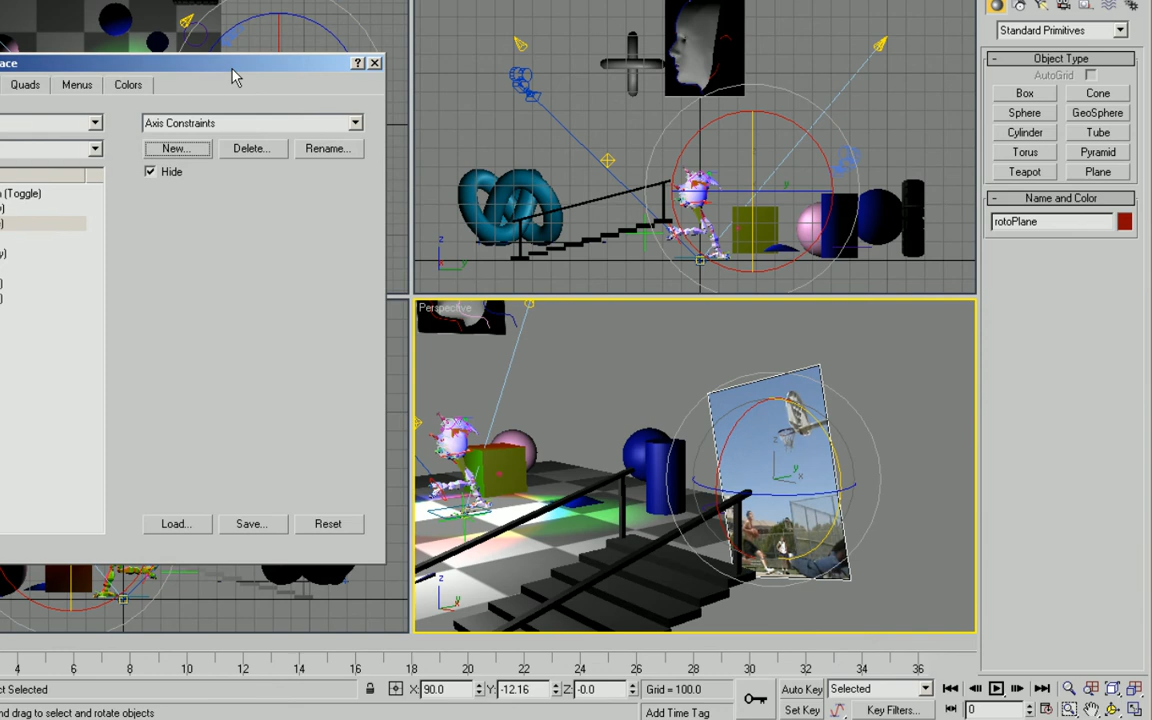 Standard Primitives
ace
Object Type
AutoGrid
Quads Menus Colors
Box Cone
Sphere GeoSphere
Axis Constraints
Cylinder Tube
New... Delete... Rename...
Torus Pyramid
Hide
Teapot Plane
(Toggle)
Name and Color
rotoPlane
y
z
y
Perspective
z
y
x
Load... Save... Reset
z
y
4 6 8 10 12 14 16 18 20 22 24 26 28 30 32 34 36
ct Selected X: 90.0 Y: -12.16 Z: -0.0 Grid = 100.0 Auto Key Selected
nd drag to select and rotate objects Add Time Tag Set Key Key Filters... 0